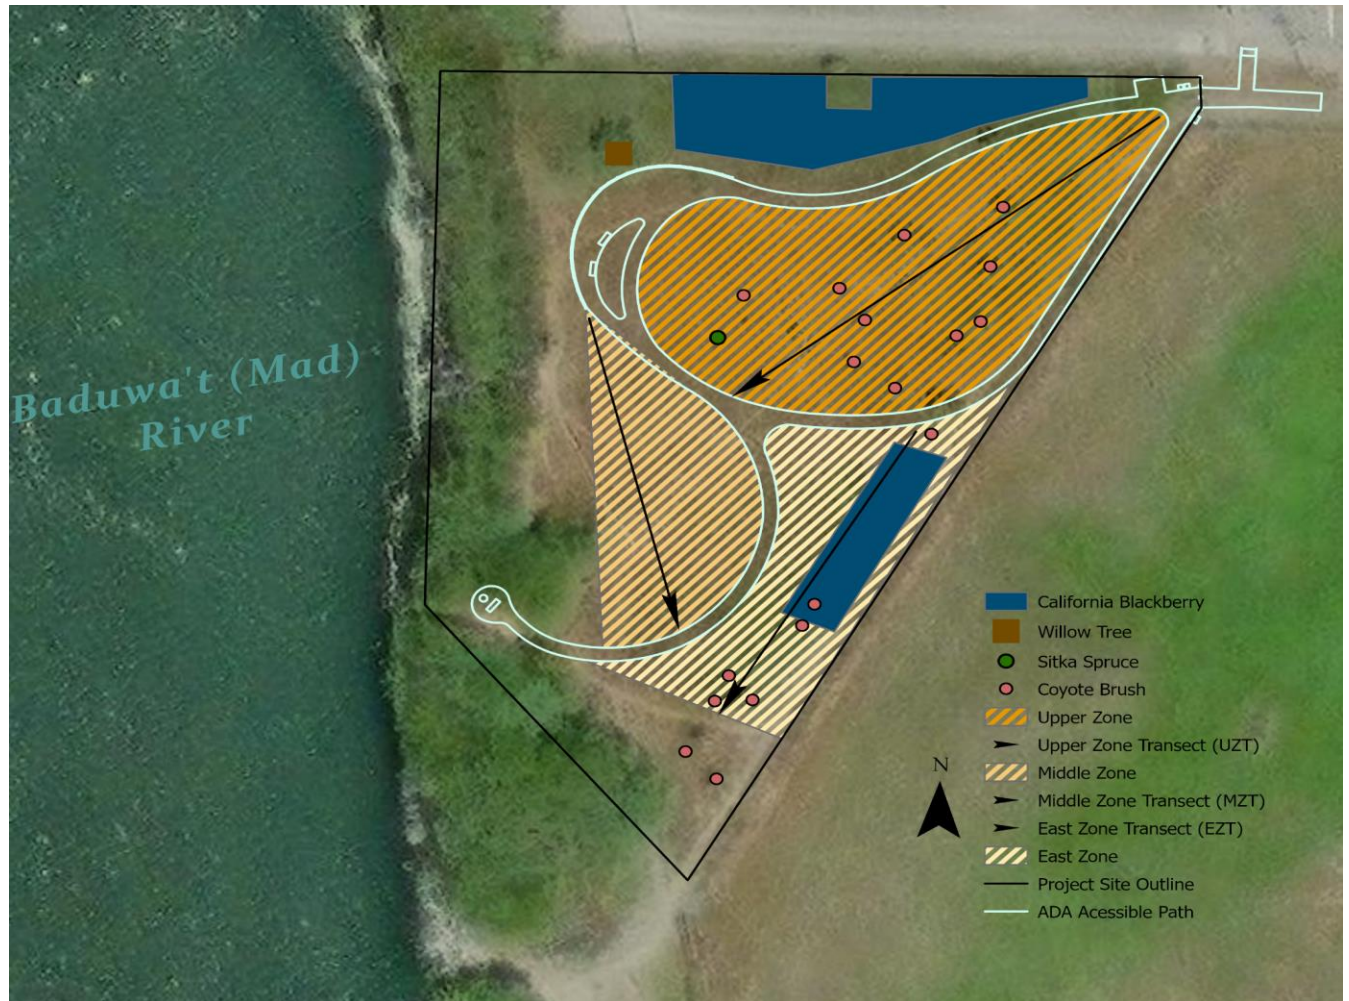 Baduwa't (Mad)
River
California Blackberry
Willow Tree
Sitka Spruce
Coyote Brush
Upper Zone
Upper Zone Transect (UZT)
Middle Zone
Middle Zone Transect (MZT)
East Zone Transect (EZT)
East Zone
Project Site Outline
ADA Acessible Path
N